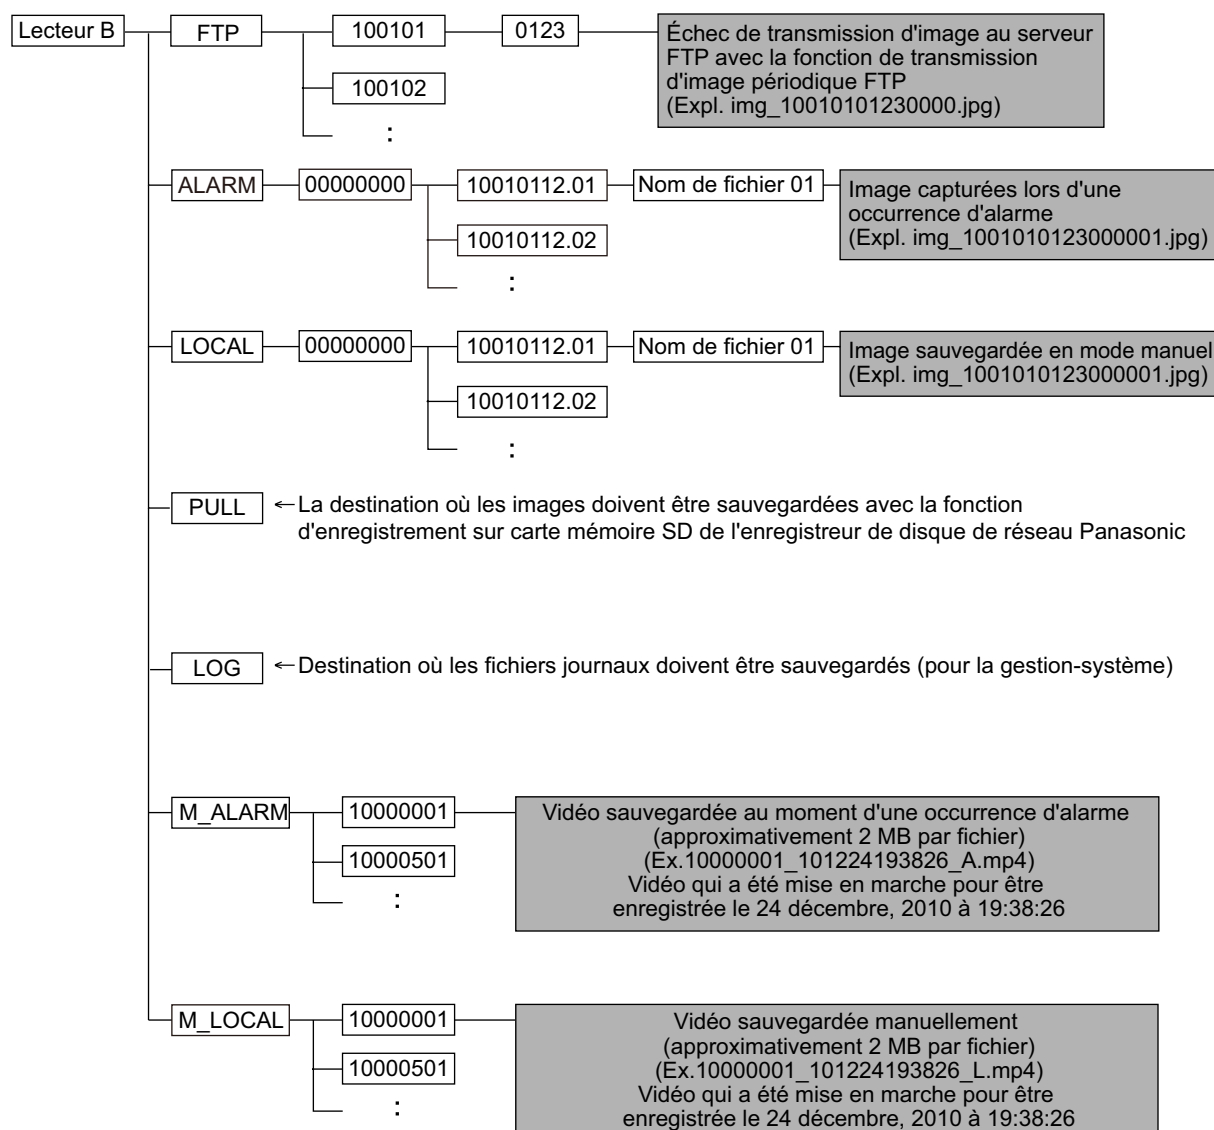 Lecteur B
FTP
100101
0123
Échec de transmission d'image au serveur
FTP avec la fonction de transmission
d'image périodique FTP
(Expl. img_10010101230000.jpg)
100102
:
ALARM
00000000
10010112.01
Nom de fichier 01
Image capturées lors d'une
occurrence d'alarme
(Expl. img_1001010123000001.jpg)
10010112.02
:
LOCAL
00000000
10010112.01
Nom de fichier 01
Image sauvegardée en mode manuel
(Expl. img_1001010123000001.jpg)
10010112.02
:
PULL
←La destination où les images doivent être sauvegardées avec la fonction
d'enregistrement sur carte mémoire SD de l'enregistreur de disque de réseau Panasonic
LOG
←Destination où les fichiers journaux doivent être sauvegardés (pour la gestion-système)
M_ALARM
10000001
Vidéo sauvegardée au moment d'une occurrence d'alarme
(approximativement 2 MB par fichier)
(Ex.10000001_101224193826_A.mp4)
Vidéo qui a été mise en marche pour être
enregistrée le 24 décembre, 2010 à 19:38:26
10000501
:
M_LOCAL
10000001
Vidéo sauvegardée manuellement
(approximativement 2 MB par fichier)
(Ex.10000001_101224193826_L.mp4)
Vidéo qui a été mise en marche pour être
enregistrée le 24 décembre, 2010 à 19:38:26
10000501
: